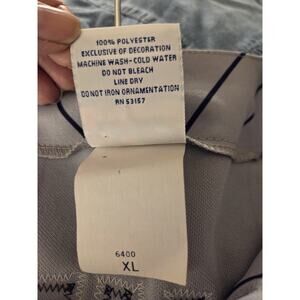 100% POLYESTER
EXCLUSIVE OF DECORATION
MACHINE WASH-COLD WATER
DO NOT BLEACH
LINE DRY
DO NOT IRON ORNAMENTATION
RN 53157
6400
XL